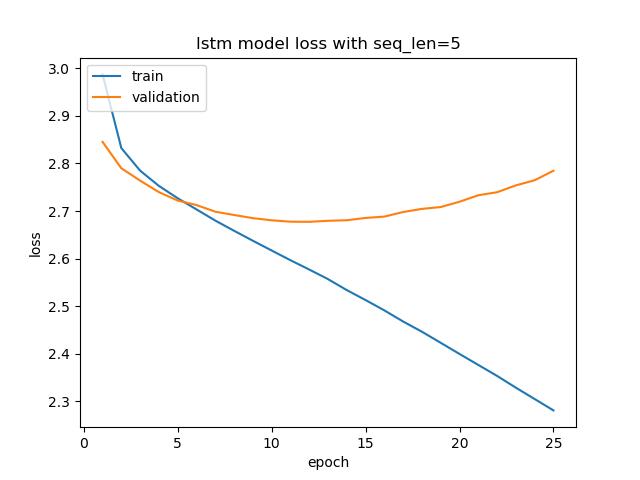 lstm model loss with seq_len=5
3.0
2.9
2.8
2.7
2.6
2.5
2.4
2.3
loss
train
validation
0 5 10 15 20 25
epoch